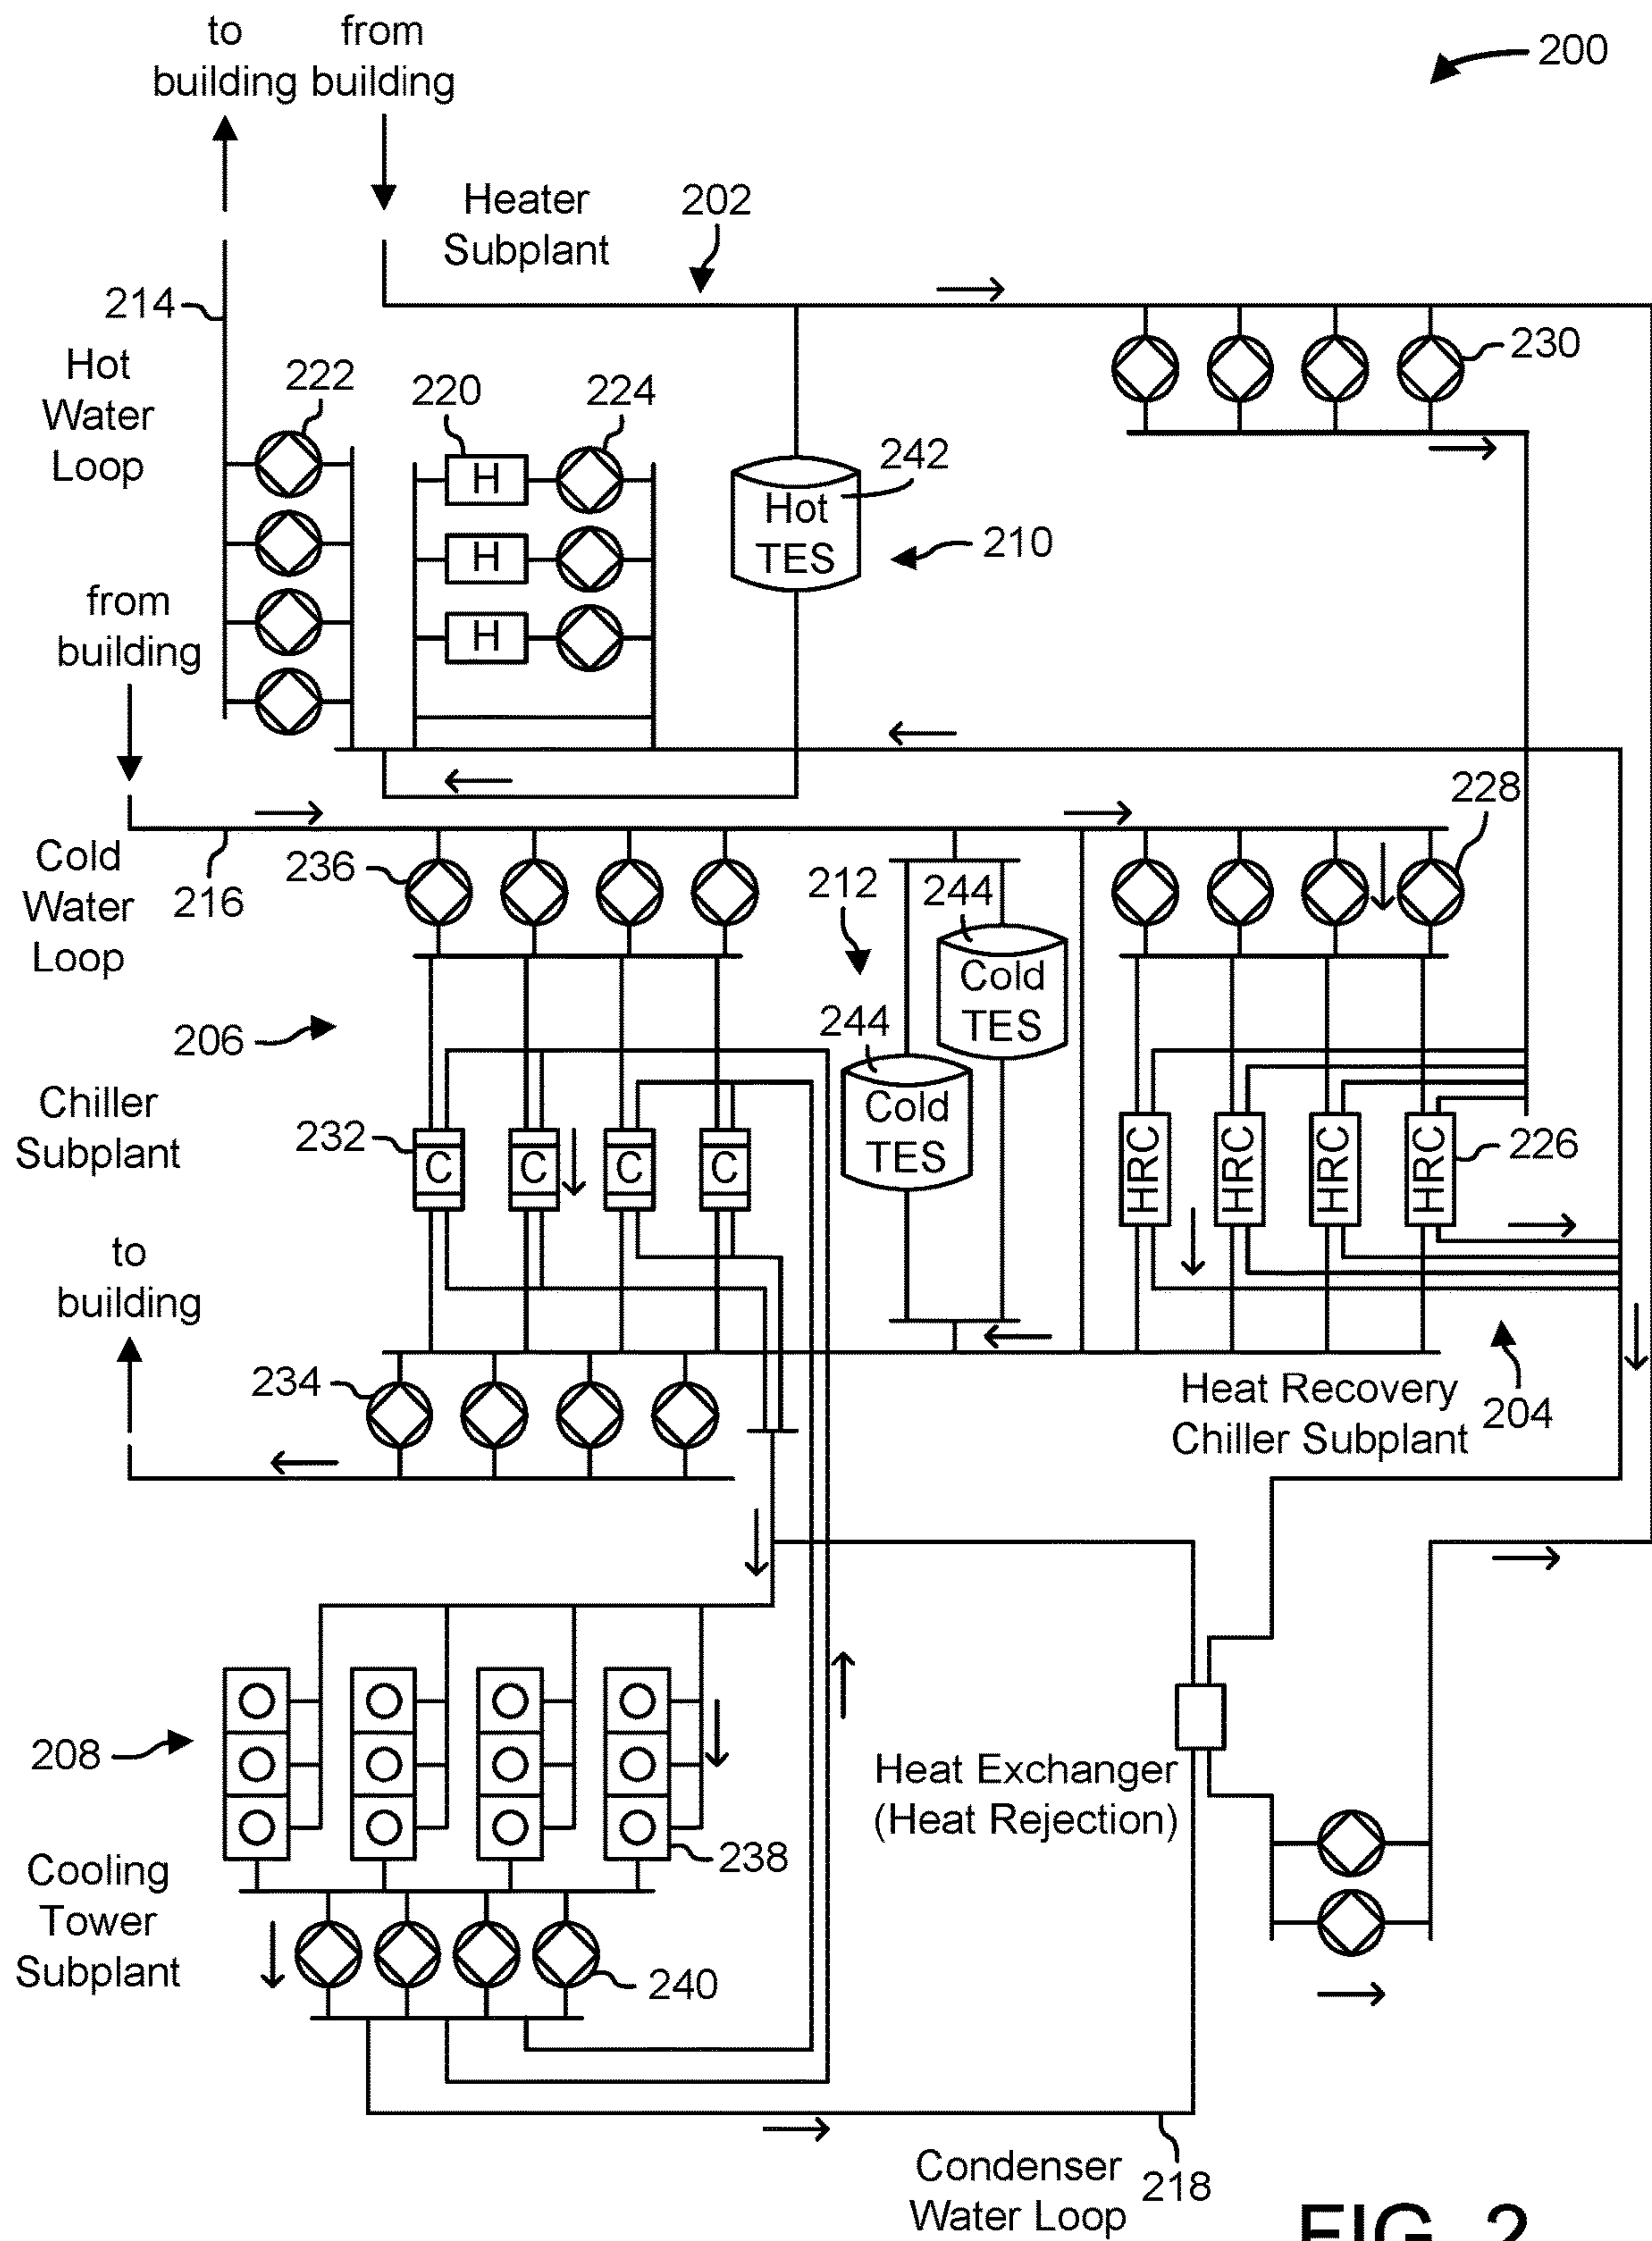 to from
building building
200
Heater
Subplant
202
214
Hot
Water
Loop
222
220
224
230
H
H
H
242
Hot
TES
210
from
building
228
Cold
Water
Loop
216
236
212
244
Cold
TES
244
Cold
TES
206
Chiller
Subplant
232
C
C
C
C
HRC
HRC
HRC
HRC
226
to
building
234
Heat Recovery
Chiller Subplant
204
208
Heat Exchanger
(Heat Rejection)
238
Cooling
Tower
Subplant
240
Condenser
Water Loop
218
FIG. 2